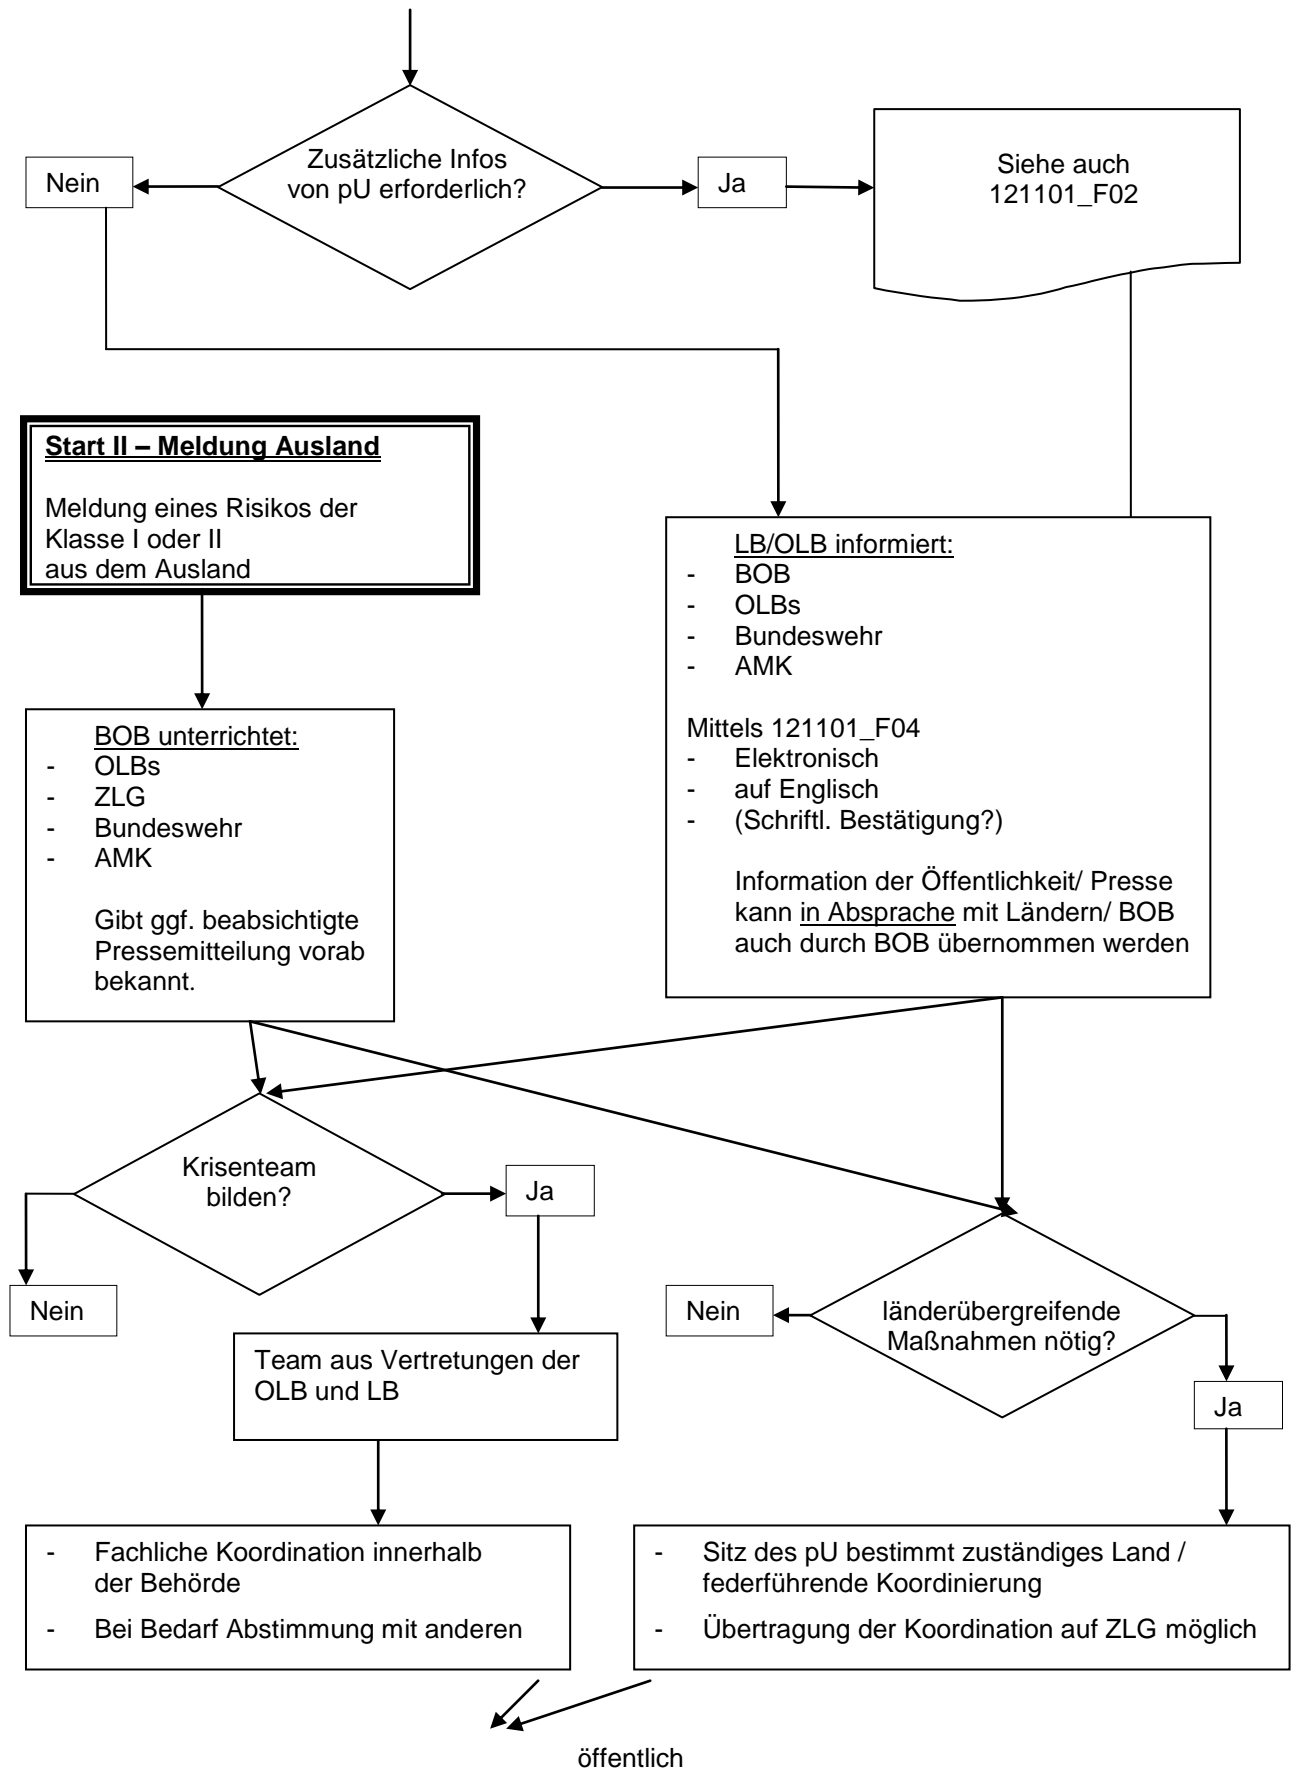 Zusätzliche Infos
von pU erforderlich?
Nein
Ja
Siehe auch
121101_F02
Start II – Meldung Ausland
Meldung eines Risikos der
Klasse I oder II
aus dem Ausland
LB/OLB informiert:
- BOB
- OLBs
- Bundeswehr
- AMK
Mittels 121101_F04
- Elektronisch
- auf Englisch
- (Schriftl. Bestätigung?)
Information der Öffentlichkeit/ Presse
kann in Absprache mit Ländern/ BOB
auch durch BOB übernommen werden
BOB unterrichtet:
- OLBs
- ZLG
- Bundeswehr
- AMK
Gibt ggf. beabsichtigte
Pressemitteilung vorab
bekannt.
Krisenteam
bilden?
Ja
Nein
Nein
länderübergreifende
Maßnahmen nötig?
Ja
Team aus Vertretungen der
OLB und LB
- Fachliche Koordination innerhalb
der Behörde
- Bei Bedarf Abstimmung mit anderen
- Sitz des pU bestimmt zuständiges Land /
federführende Koordinierung
- Übertragung der Koordination auf ZLG möglich
öffentlich